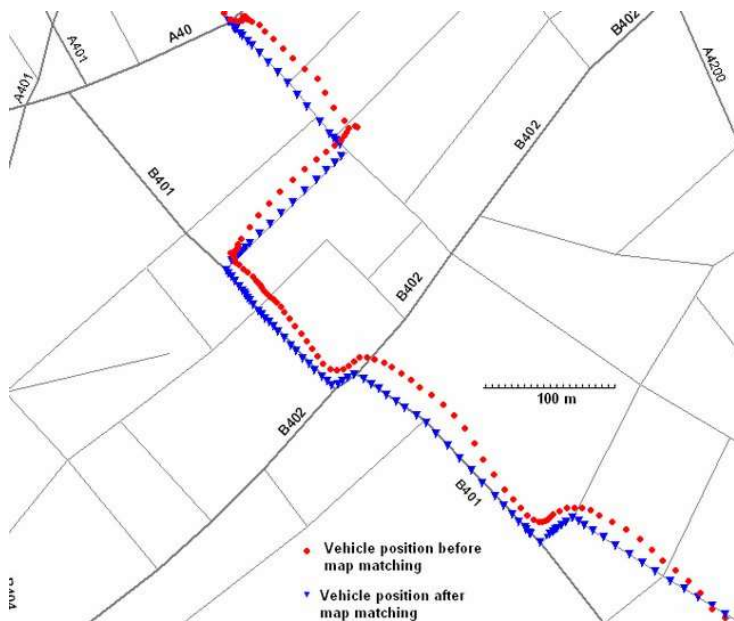 B402
A40
A401
A401
A4200
B402
B401
B402
100 m
B402
B401
Vehicle position before
map matching
Vehicle position after
map matching